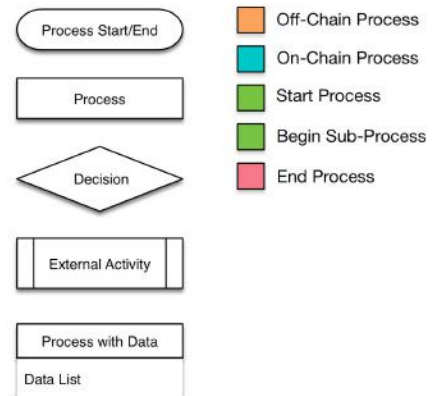 Process Start/End
Process
Decision
External Activity
Process with Data
Data List
Off-Chain Process
On-Chain Process
Start Process
Begin Sub-Process
End Process